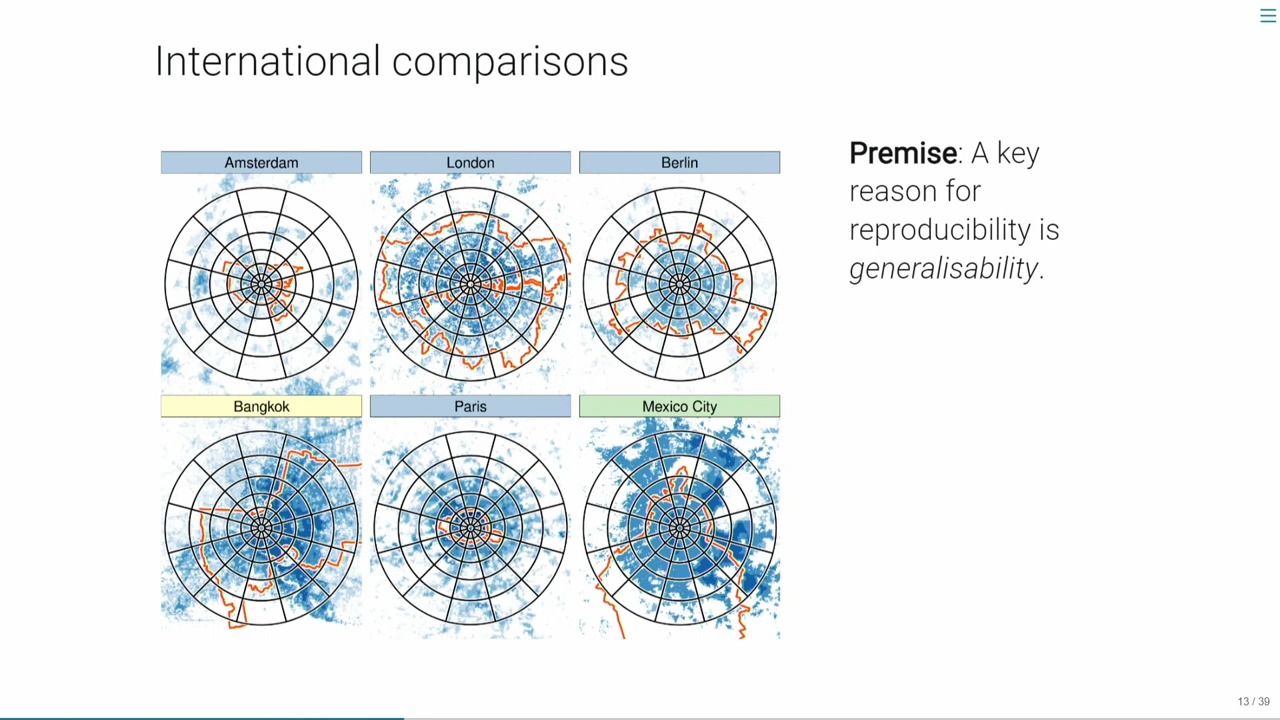 International comparisons
Amsterdam
London
Berlin
Bangkok
Paris
Mexico City
Premise: A key
reason for
reproducibility is
generalisability.
13 / 39